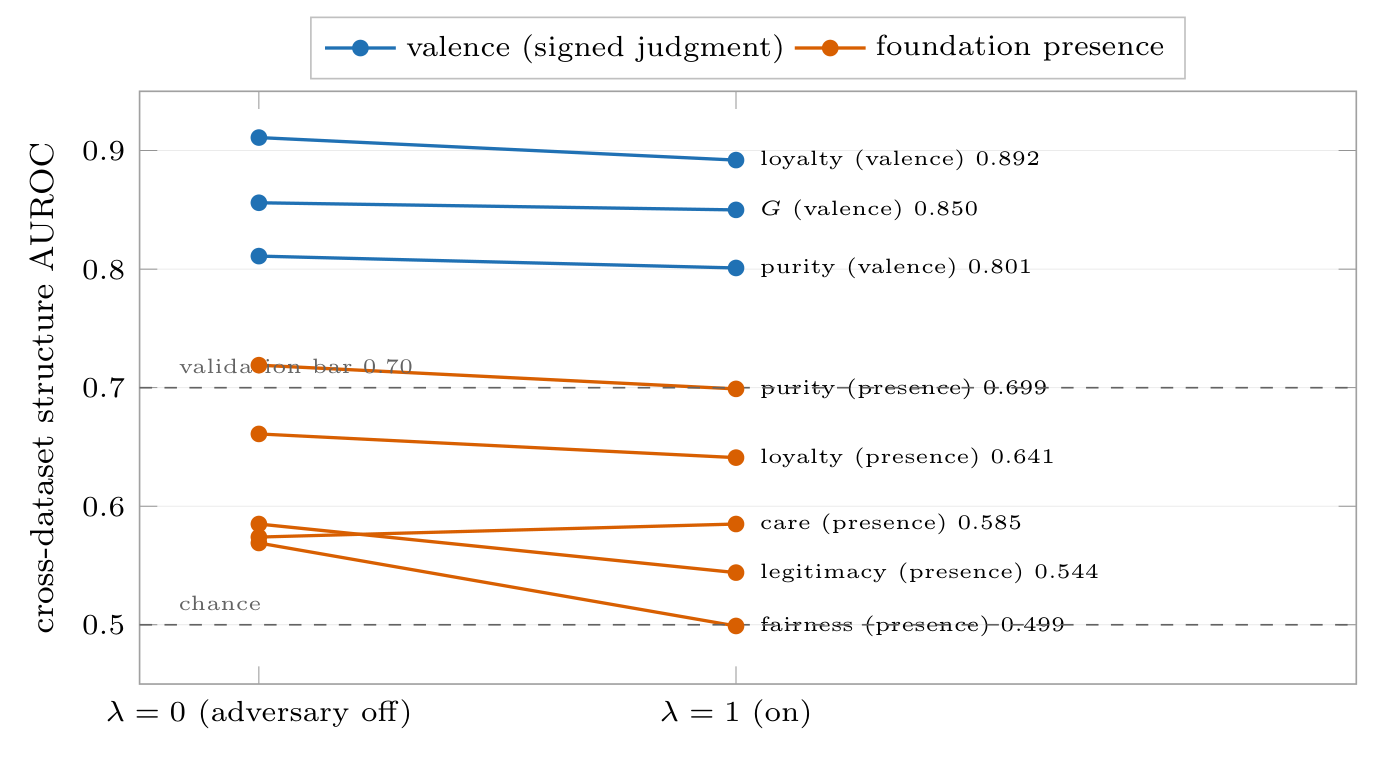 valence (signed judgment) foundation presence
cross-dataset structure AUROC
0.9
0.8
0.7
0.6
0.5
loyalty (valence) 0.892
G (valence) 0.850
purity (valence) 0.801
validation bar 0.70
purity (presence) 0.699
loyalty (presence) 0.641
care (presence) 0.585
legitimacy (presence) 0.544
chance
fairness (presence) 0.499
λ = 0 (adversary off) λ = 1 (on)